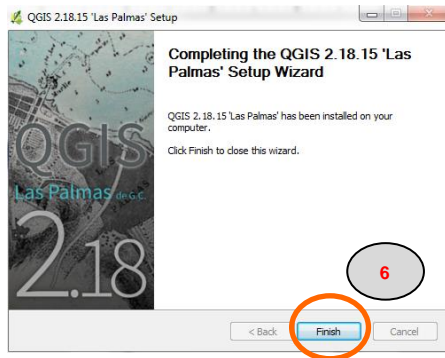 QGIS 2.18.15 'Las Palmas' Setup
Completing the QGIS 2.18.15 'Las
Palmas' Setup Wizard
QGIS 2.18.15 'Las Palmas' has been installed on your
computer.
Click Finish to close this wizard.
QGIS
Las Palmas de G.C.
2.18
6
< Back
Finish
Cancel